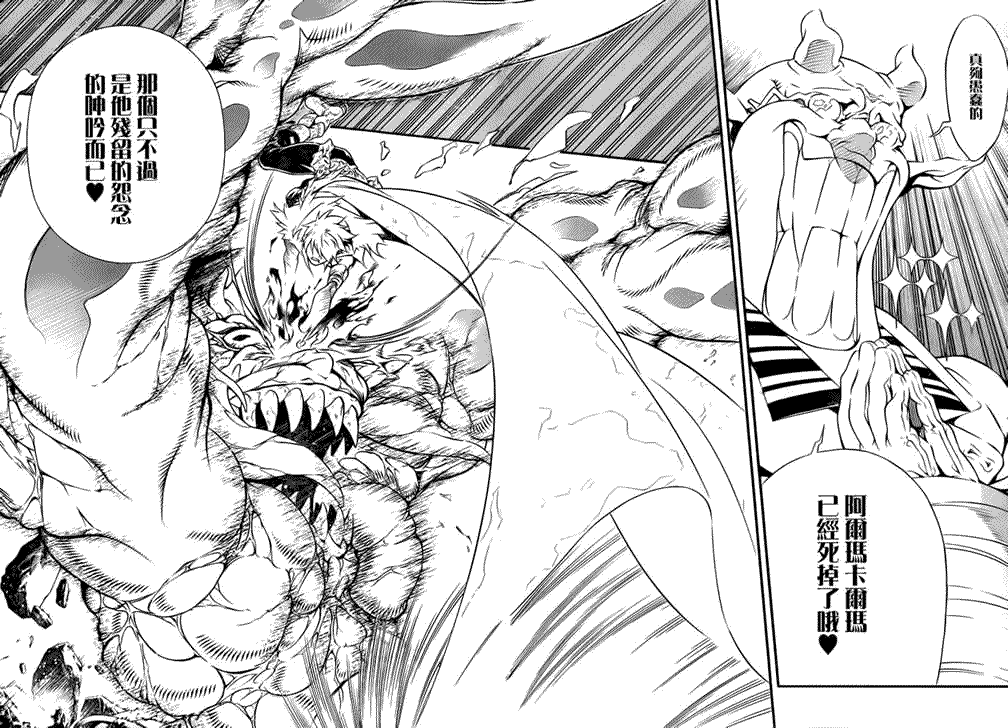 真夠愚蠢的
阿爾瑪卡爾瑪
已經死掉了哦♥
那個只不過
是他殘留的怨念
的呻吟而已♥